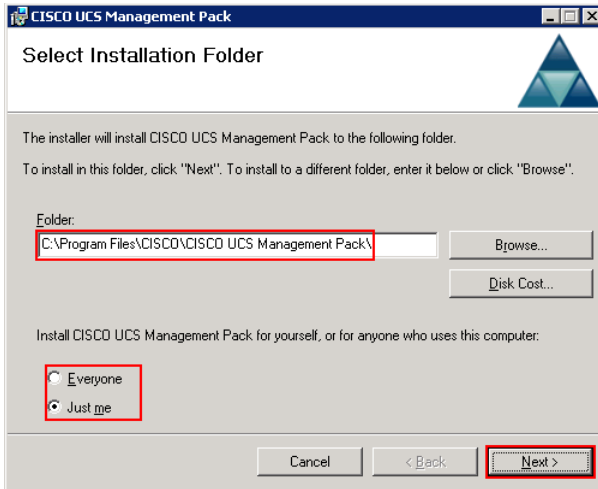 CISCO UCS Management Pack
Select Installation Folder
The installer will install CISCO UCS Management Pack to the following folder.
To install in this folder, click "Next". To install to a different folder, enter it below or click "Browse".
Folder:
C:\Program Files\CISCO\CISCO UCS Management Pack\
Browse...
Disk Cost...
Install CISCO UCS Management Pack for yourself, or for anyone who uses this computer:
Everyone
Just me
Cancel
< Back
Next >